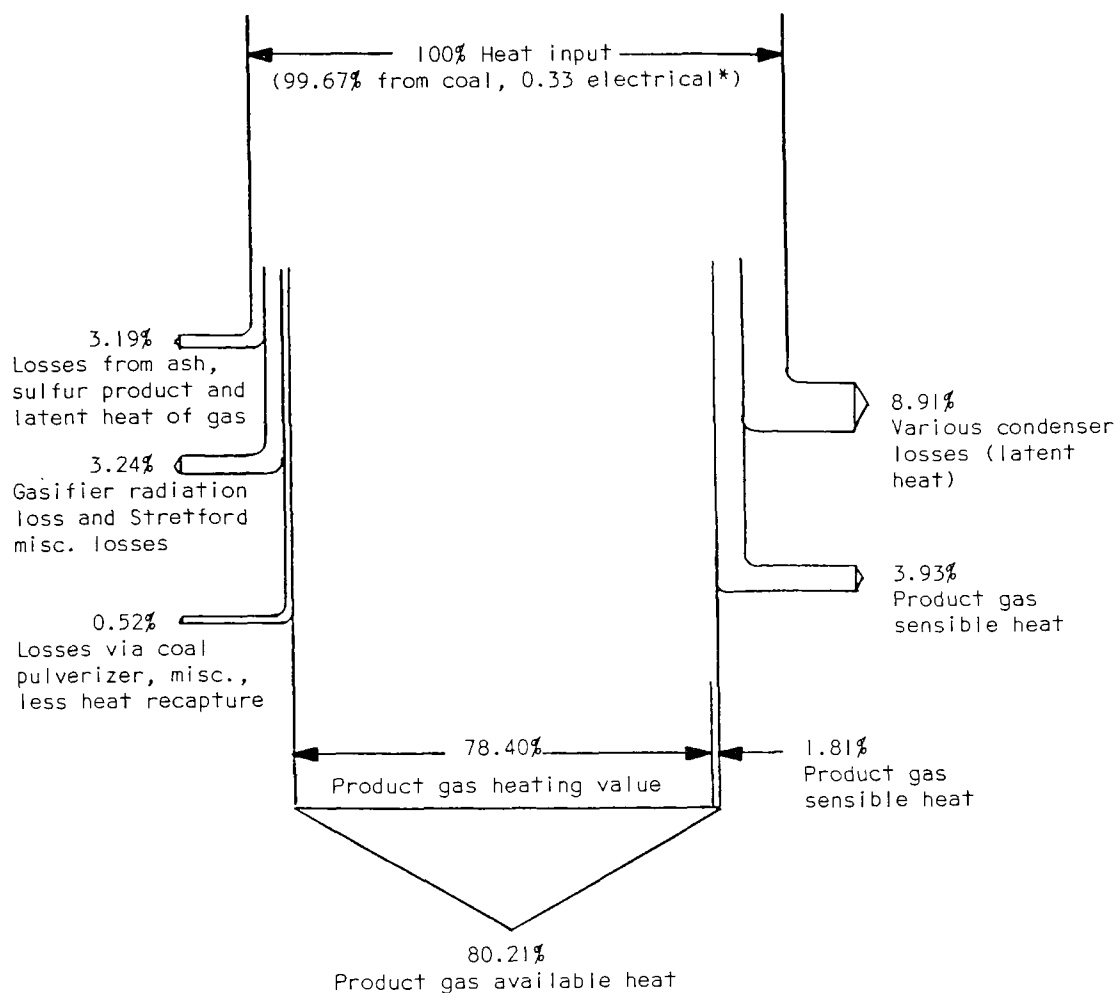 100% Heat input
(99.67% from coal, 0.33 electrical*)
3.19%
Losses from ash,
sulfur product and
latent heat of gas
8.91%
Various condenser
losses (latent
heat)
3.24%
Gasifier radiation
loss and Stretford
misc. losses
3.93%
Product gas
sensible heat
0.52%
Losses via coal
pulverizer, misc.,
less heat recapture
78.40%
Product gas heating value
1.81%
Product gas
sensible heat
80.21%
Product gas available heat